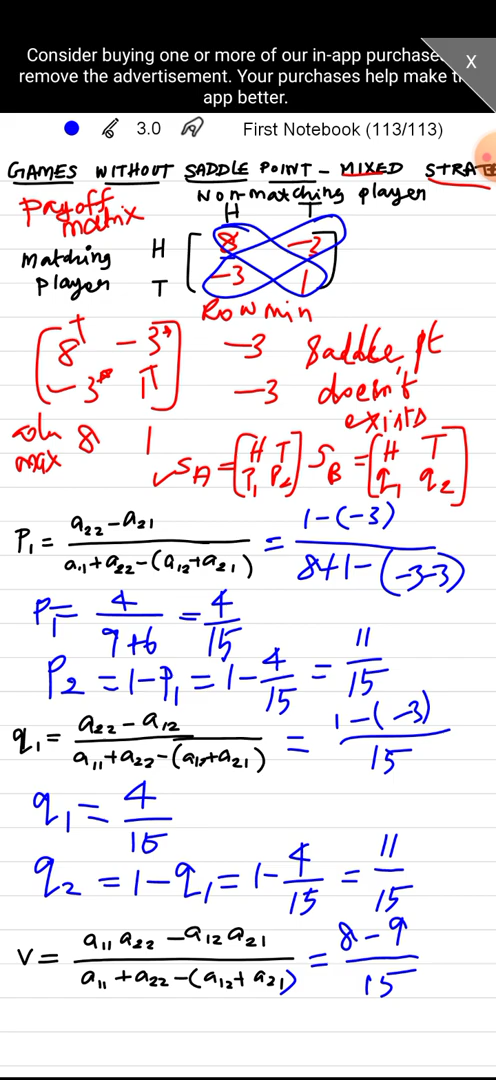 Consider buying one or more of our in-app purchase
remove the advertisement. Your purchases help make t
app better.
X
3.0 First Notebook (113/113)
GAMES WITHOUT SADDLE POINT - MIXED STRATE
Payoff matrix
Non-matching player
H T
Matching player
H [ 8 -3 ]
T [ -3 1 ]
Row min
( 8† -3* ) -3 Saddle pt
( -3* 1† ) -3 doesn't
exists
Coln max 8 1
✓ S_A = [H T / P₁ P₂] S_B = [H T / q₁ q₂]
P₁ = (a₂₂ - a₂₁) / (a₁₁ + a₂₂ - (a₁₂ + a₂₁)) = (1 - (-3)) / (8 + 1 - (-3-3))
P₁ = 4 / (9+6) = 4/15
P₂ = 1 - P₁ = 1 - 4/15 = 11/15
q₁ = (a₂₂ - a₁₂) / (a₁₁ + a₂₂ - (a₁₂ + a₂₁)) = (1 - (-3)) / 15
q₁ = 4/15
q₂ = 1 - q₁ = 1 - 4/15 = 11/15
V = (a₁₁ a₂₂ - a₁₂ a₂₁) / (a₁₁ + a₂₂ - (a₁₂ + a₂₁)) = (8 - 9) / 15